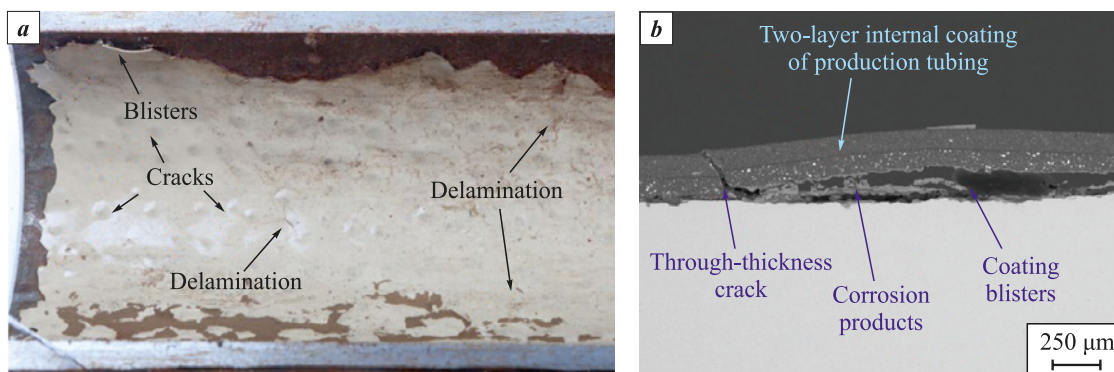 a
Blisters
Cracks
Delamination
Delamination
b
Two-layer internal coating
of production tubing
Through-thickness
crack
Corrosion
products
Coating
blisters
250 μm